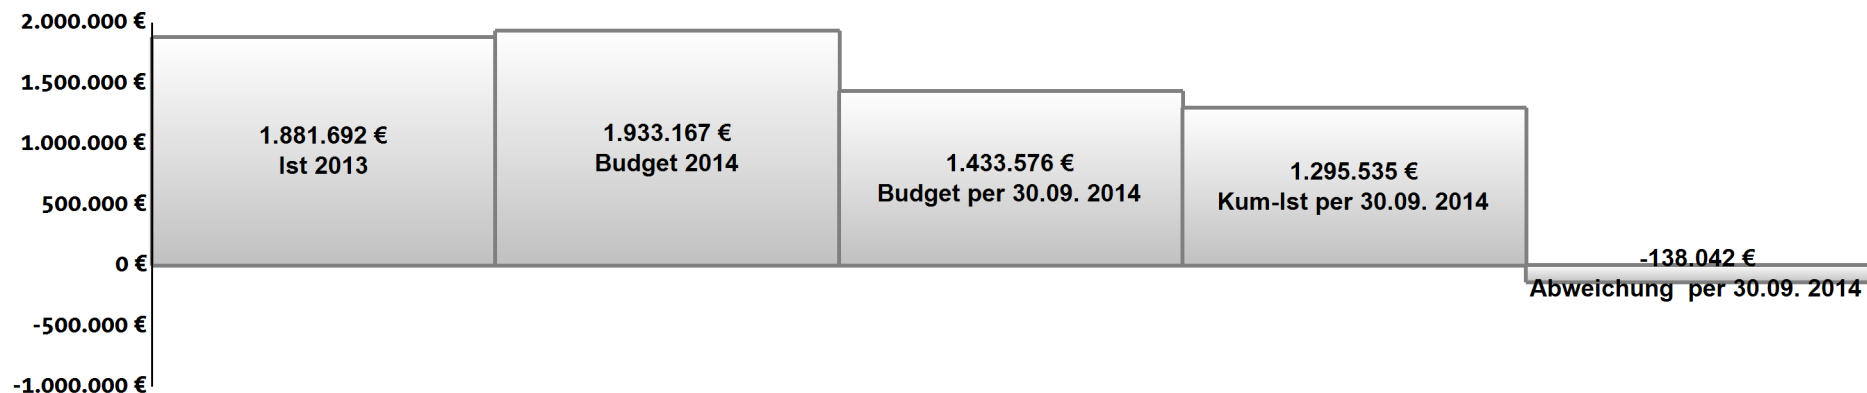 2.000.000 €
1.500.000 €
1.000.000 €
500.000 €
0 €
-500.000 €
-1.000.000 €
1.881.692 €
Ist 2013
1.933.167 €
Budget 2014
1.433.576 €
Budget per 30.09. 2014
1.295.535 €
Kum-Ist per 30.09. 2014
-138.042 €
Abweichung  per 30.09. 2014